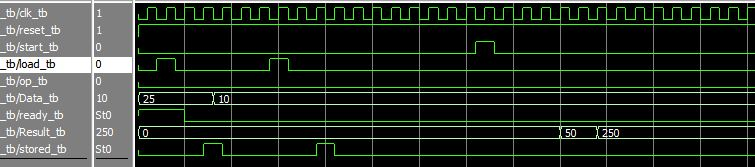 _tb/clk_tb 1
_tb/reset_tb 1
_tb/start_tb 0
_tb/load_tb 0
_tb/op_tb 0
_tb/Data_tb 10 25 10
_tb/ready_tb St0
_tb/Result_tb 250 0 50 250
_tb/stored_tb St0